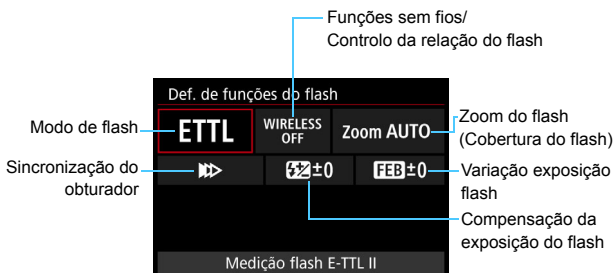 Funções sem fios/
Controlo da relação do flash
Def. de funções do flash
Modo de flash
ETTL
WIRELESS
OFF
Zoom AUTO
Zoom do flash
(Cobertura do flash)
Sincronização do
obturador
±0
FEB ±0
Variação exposição
flash
Compensação da
exposição do flash
Medição flash E-TTL II